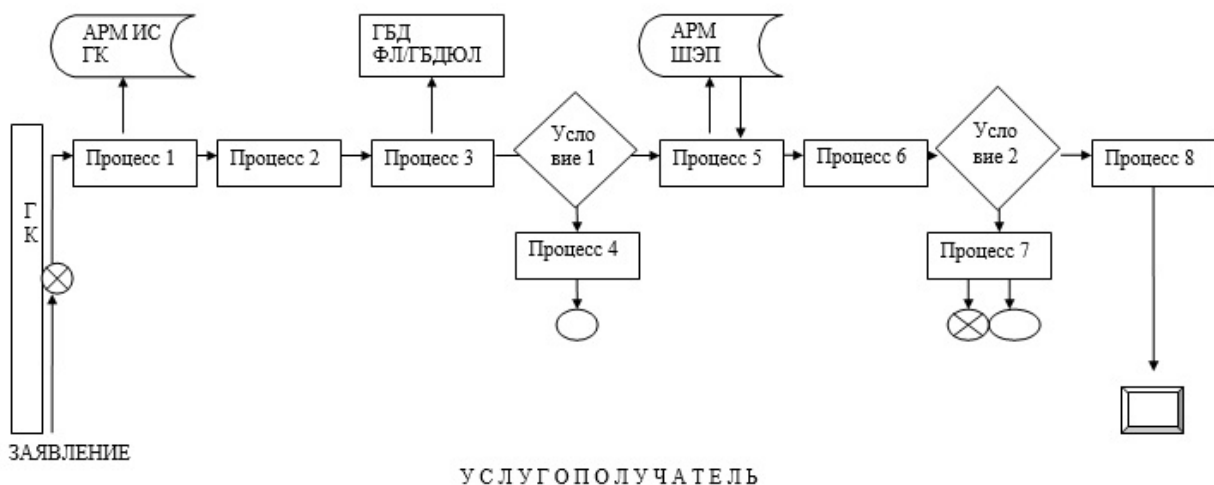 АРМ ИС
ГК
ГБД
ФЛ/ГБДЮЛ
АРМ
ШЭП
Процесс 1
Процесс 2
Процесс 3
Усло
вие 1
Процесс 5
Процесс 6
Усло
вие 2
Процесс 8
Г
К
Процесс 4
Процесс 7
ЗАЯВЛЕНИЕ
У С Л У Г О П О Л У Ч А Т Е Л Ь